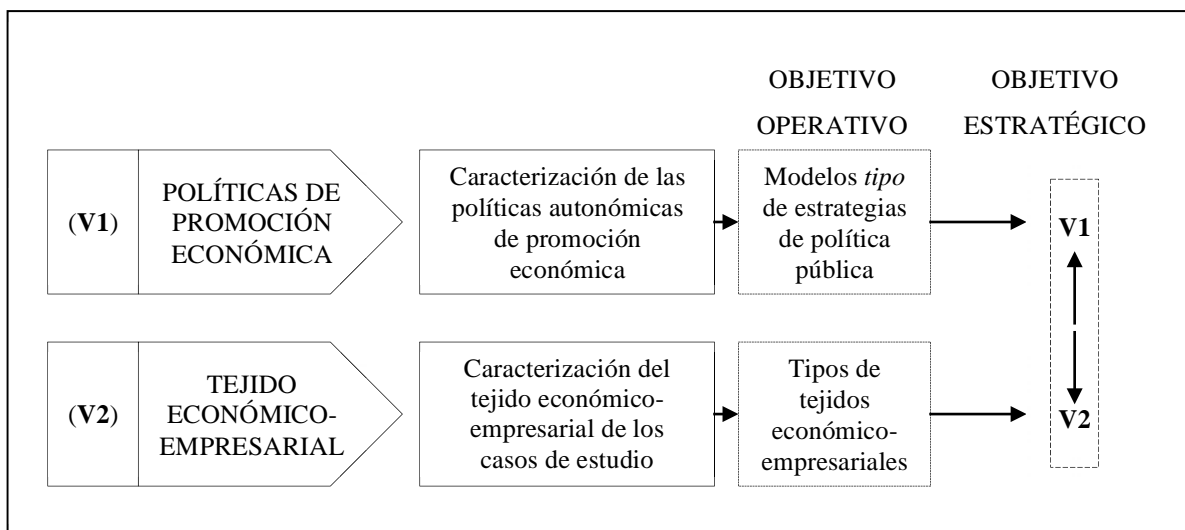 OBJETIVO
OPERATIVO
OBJETIVO
ESTRATÉGICO
(V1)
POLÍTICAS DE
PROMOCIÓN
ECONÓMICA
Caracterización de las
políticas autonómicas
de promoción
económica
Modelos tipo
de estrategias
de política
pública
V1
(V2)
TEJIDO
ECONÓMICO-
EMPRESARIAL
Caracterización del
tejido económico-
empresarial de los
casos de estudio
Tipos de
tejidos
económico-
empresariales
V2